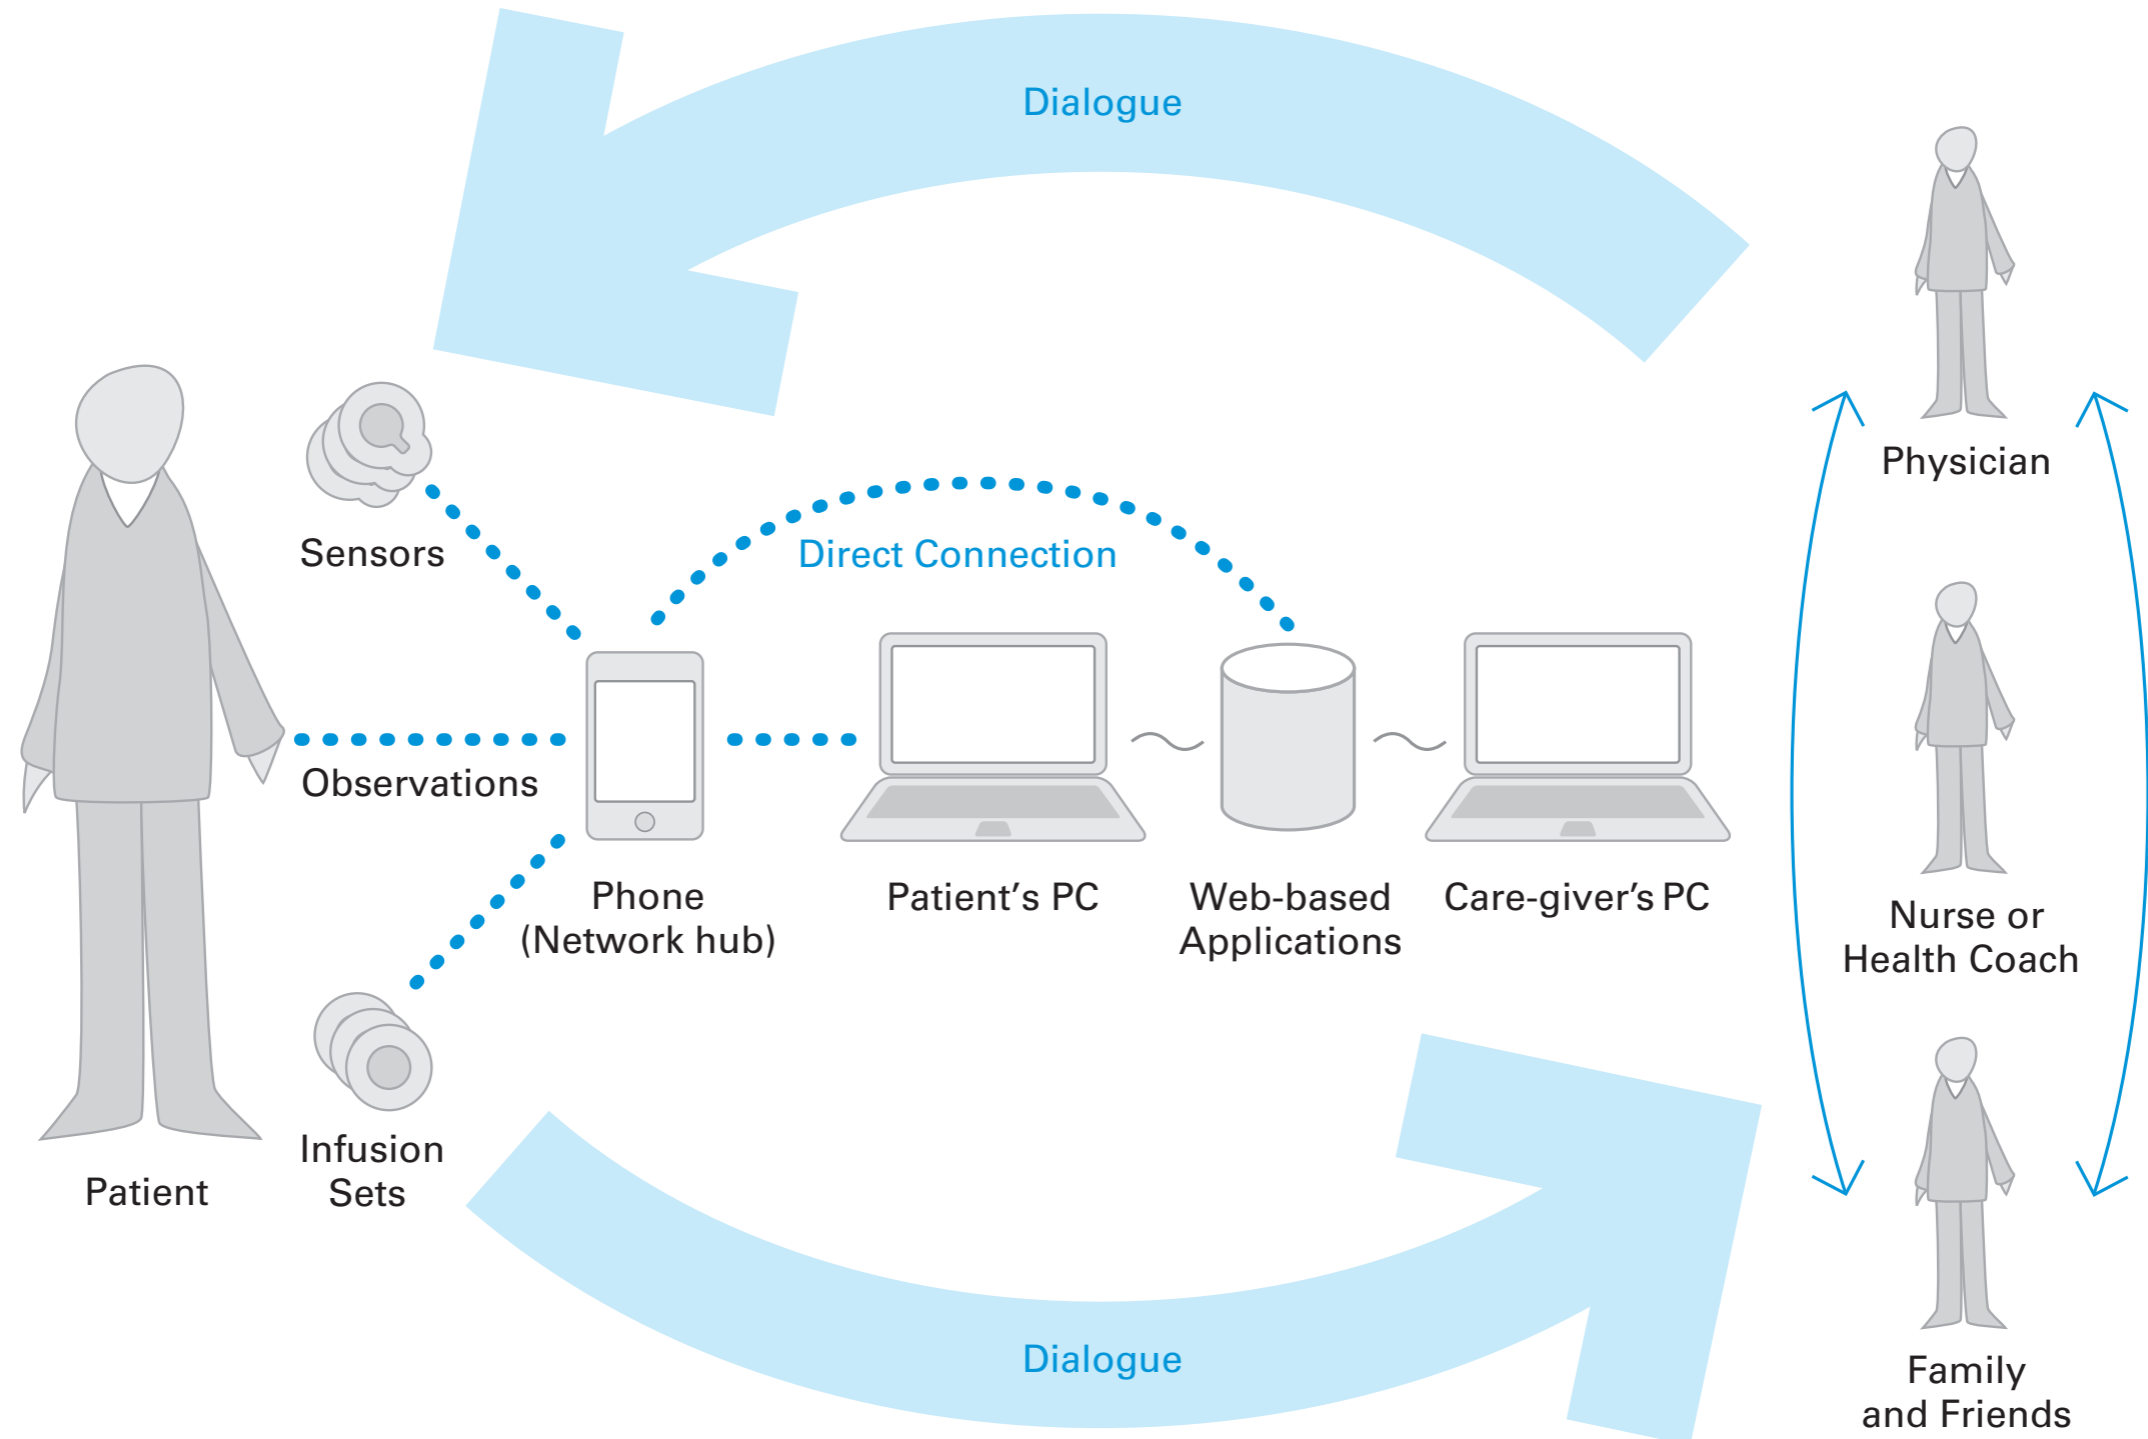 Dialogue
Physician
Sensors
Direct Connection
Observations
Phone
(Network hub)
Patient’s PC
Web-based
Applications
Care-giver’s PC
Nurse or
Health Coach
Infusion
Sets
Patient
Dialogue
Family
and Friends